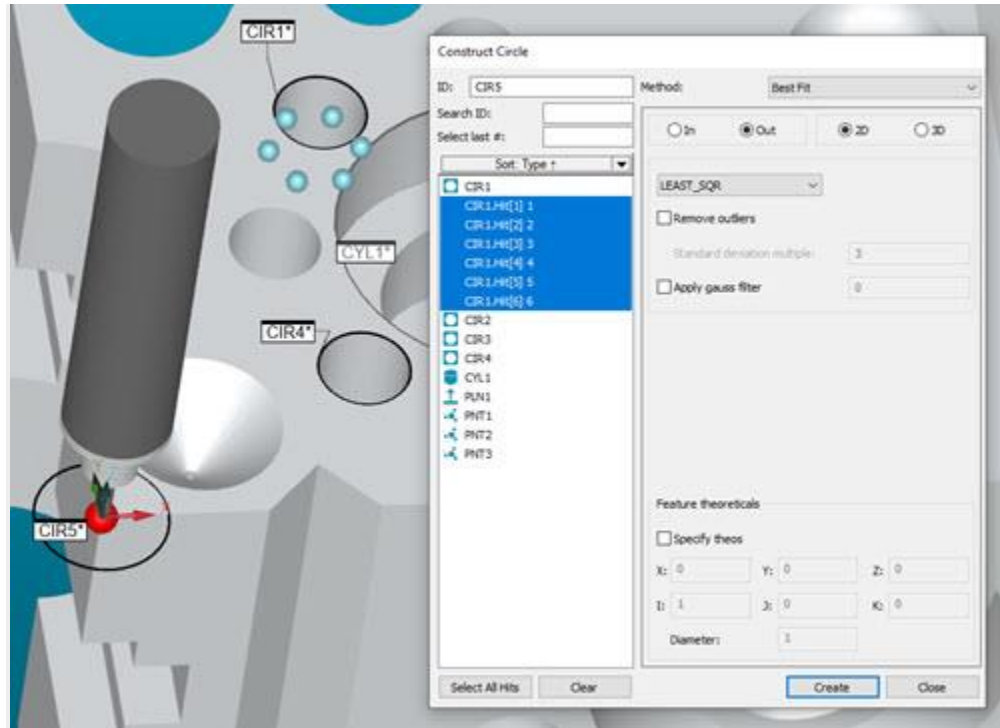 CIR1*
CYL1*
CIR4*
CIR5*
Construct Circle
ID: CIR5
Search ID:
Select last #:
Sort: Type ↑
CIR1
CIR1.Hit[1] 1
CIR1.Hit[2] 2
CIR1.Hit[3] 3
CIR1.Hit[4] 4
CIR1.Hit[5] 5
CIR1.Hit[6] 6
CIR2
CIR3
CIR4
CYL1
PLN1
PNT1
PNT2
PNT3
Select All Hits Clear
Method: Best Fit
In Out 2D 3D
LEAST_SQR
Remove outliers
Standard deviation multiple: 3
Apply gauss filter 0
Feature theoreticals
Specify theos
X: 0 Y: 0 Z: 0
I: 1 J: 0 K: 0
Diameter: 1
Create Close